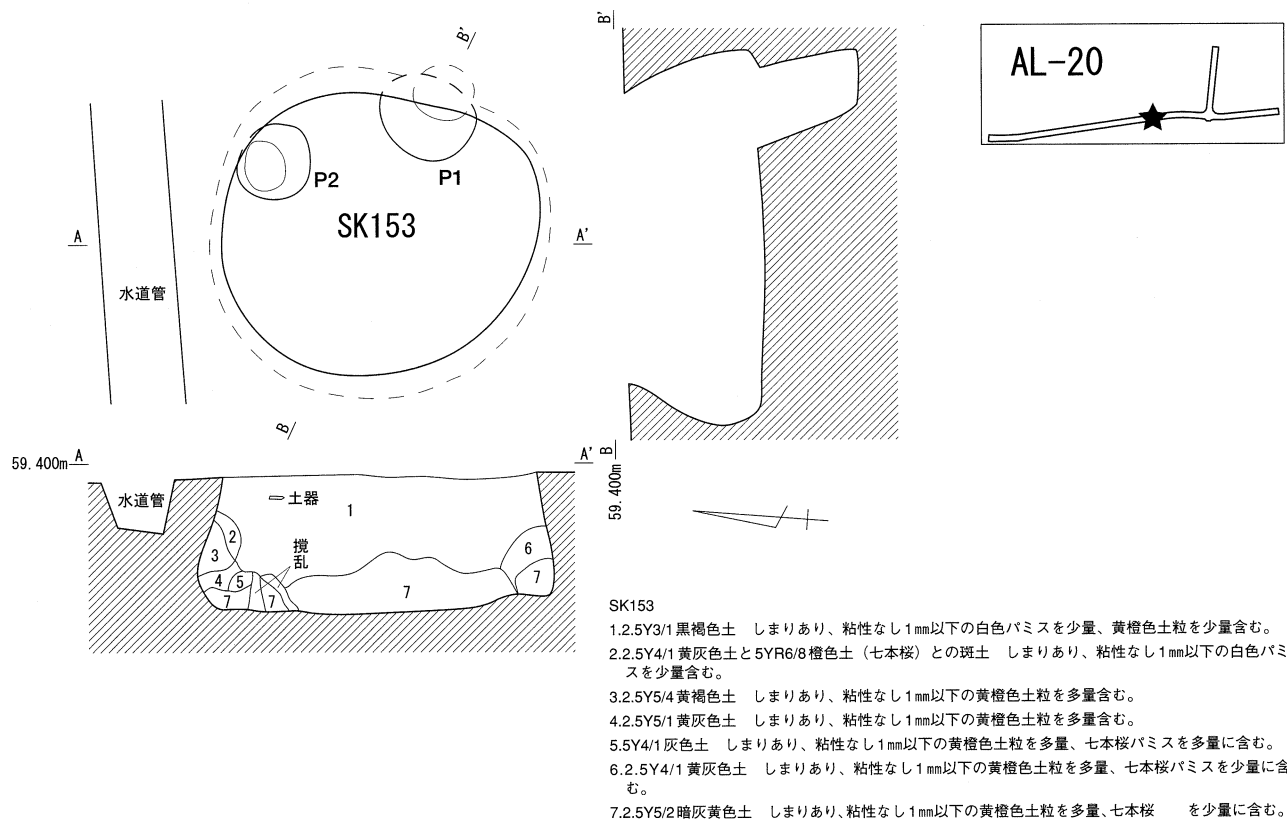 B'
B'
AL-20
P2
P1
SK153
A
A'
水道管
B
59.400m
A
A'
B
水道管
土器
1
2
3
撹乱
6
4
5
7
7
7
7
59.400m
SK153
1.2.5Y3/1黒褐色土　しまりあり、粘性なし1㎜以下の白色パミスを少量、黄橙色土粒を少量含む。
2.2.5Y4/1黄灰色土と5YR6/8橙色土（七本桜）との斑土　しまりあり、粘性なし1㎜以下の白色パミ
スを少量含む。
3.2.5Y5/4黄褐色土　しまりあり、粘性なし1㎜以下の黄橙色土粒を多量含む。
4.2.5Y5/1黄灰色土　しまりあり、粘性なし1㎜以下の黄橙色土粒を多量含む。
5.5Y4/1灰色土　しまりあり、粘性なし1㎜以下の黄橙色土粒を多量、七本桜パミスを多量に含む。
6.2.5Y4/1黄灰色土　しまりあり、粘性なし1㎜以下の黄橙色土粒を多量、七本桜パミスを少量に含
む。
7.2.5Y5/2暗灰黄色土　しまりあり、粘性なし1㎜以下の黄橙色土粒を多量、七本桜　　を少量に含む。